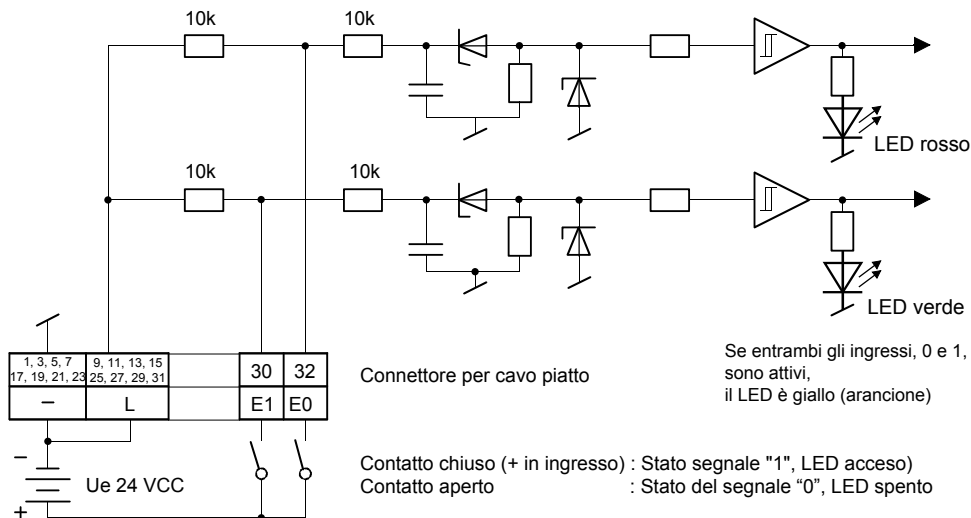 10k 10k
LED rosso
10k 10k
LED verde
1, 3, 5, 7 9, 11, 13, 15
17, 19, 21, 23 25, 27, 29, 31 30 32
− L E1 E0
Connettore per cavo piatto
Se entrambi gli ingressi, 0 e 1,
sono attivi,
il LED è giallo (arancione)
−
Ue 24 VCC
+
Contatto chiuso (+ in ingresso) : Stato segnale "1", LED acceso)
Contatto aperto : Stato del segnale “0”, LED spento